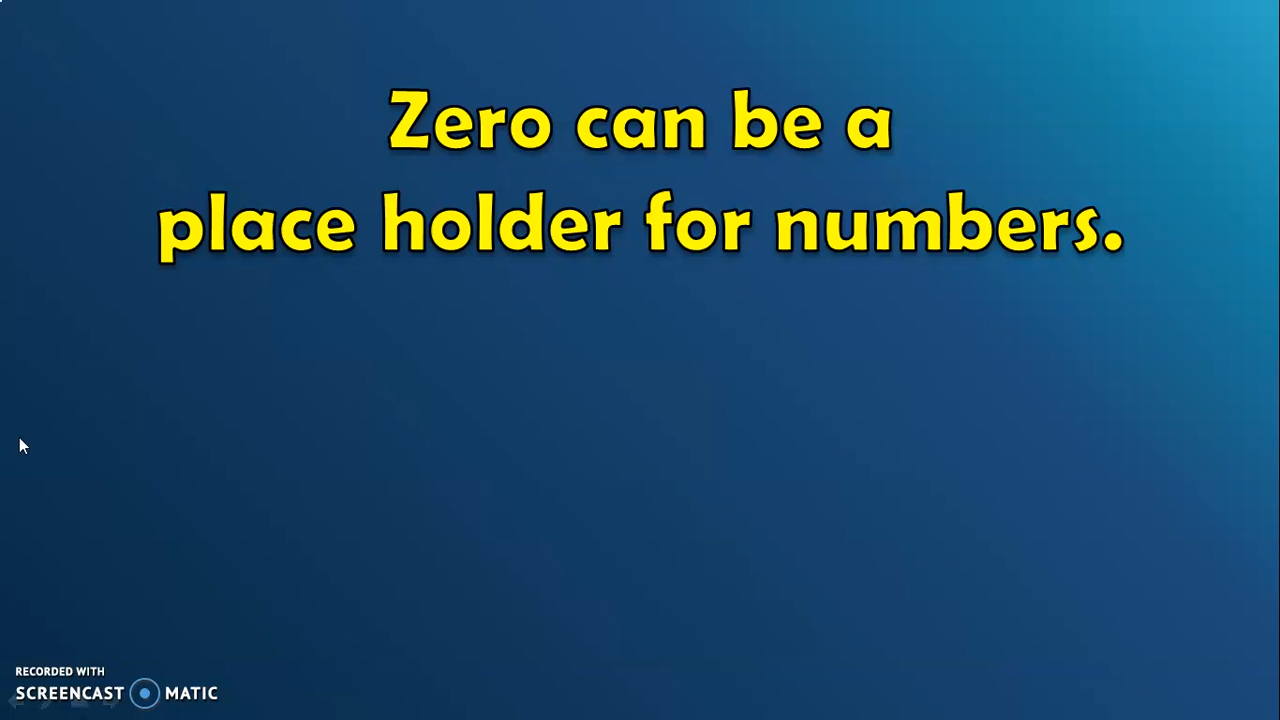 Zero can be a
place holder for numbers.
RECORDED WITH
SCREENCAST MATIC